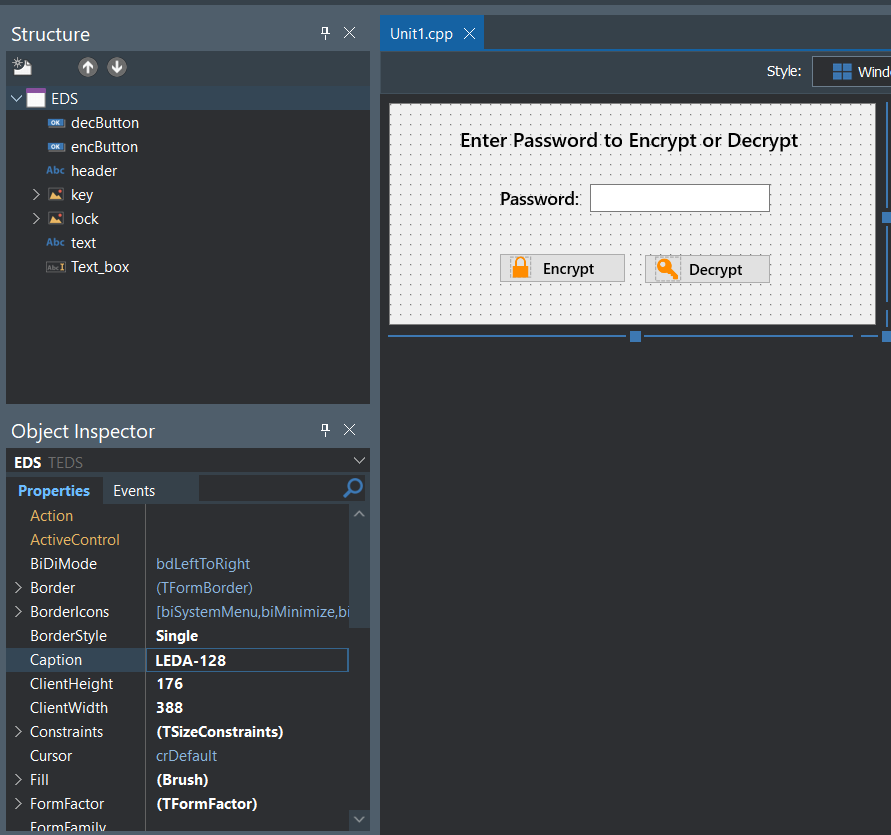 Structure
EDS
decButton
encButton
header
key
lock
text
Text_box
Object Inspector
EDS TEDS
Properties Events
Action
ActiveControl
BiDiMode bdLeftToRight
Border (TFormBorder)
BorderIcons [biSystemMenu,biMinimize,bi
BorderStyle Single
Caption LEDA-128
ClientHeight 176
ClientWidth 388
Constraints (TSizeConstraints)
Cursor crDefault
Fill (Brush)
FormFactor (TFormFactor)
FormFamily
Unit1.cpp
Style: Wind
Enter Password to Encrypt or Decrypt
Password:
Encrypt Decrypt